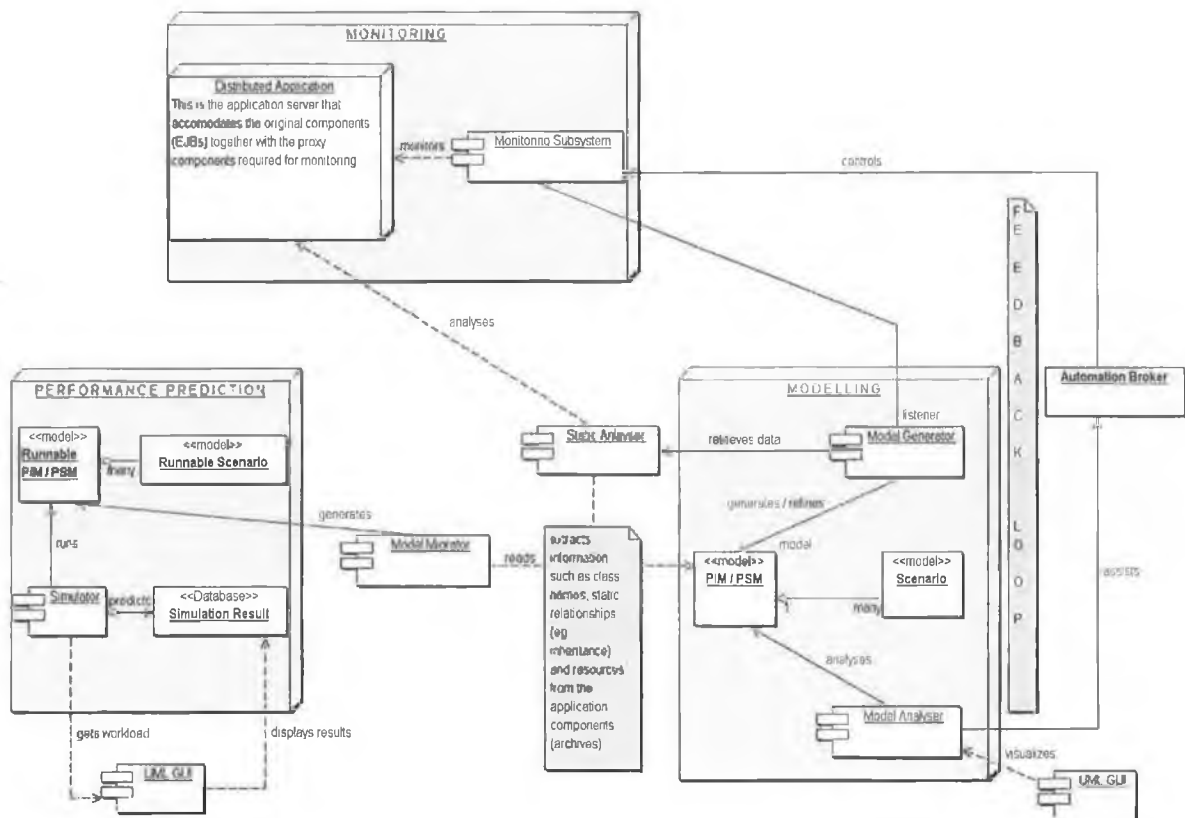 MONITORING
Distributed Application
This is the application server that
accomodates the original components
(EJBs) together with the proxy
components required for monitoring
monitors
Monitoring Subsystem
controls
analyses
FEEDBACK LOOP
Automation Broker
PERFORMANCE PREDICTION
<<model>>
Runnable
PIM / PSM
many
<<model>>
Runnable Scenario
runs
Simulator
predicts
<<Database>>
Simulation Result
gets workload
displays results
UML GUI
generates
Model Migrator
reads
Static Analyser
retrieves data
extracts
information
such as class
names, static
relationships
(eg
inheritance)
and resources
from the
application
components
(archives)
MODELLING
listener
Model Generator
generates / refines
model
<<model>>
PIM / PSM
1
many
<<model>>
Scenario
analyses
Model Analyser
assists
visualizes
UML GUI